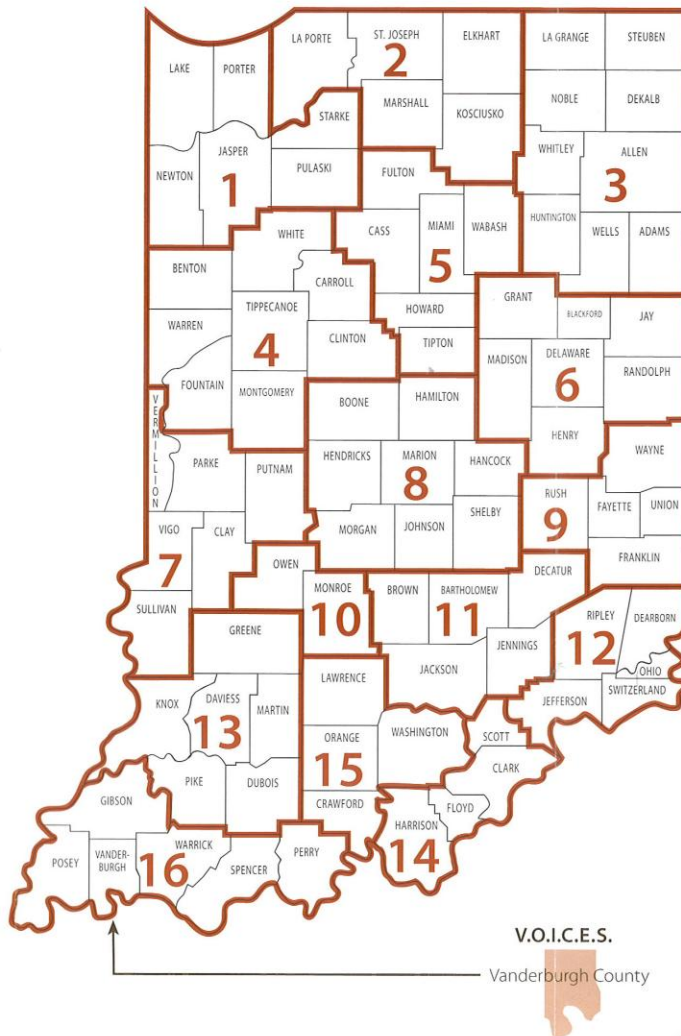 LA PORTE
ST. JOSEPH
ELKHART
LA GRANGE
STEUBEN
LAKE
PORTER
2
NOBLE
DEKALB
STARKE
MARSHALL
KOSCIUSKO
WHITLEY
ALLEN
3
NEWTON
JASPER
1
PULASKI
FULTON
HUNTINGTON
WELLS
ADAMS
WHITE
CASS
MIAMI
5
WABASH
BENTON
CARROLL
GRANT
BLACKFORD
JAY
TIPPECANOE
HOWARD
WARREN
4
CLINTON
TIPTON
MADISON
DELAWARE
6
RANDOLPH
FOUNTAIN
MONTGOMERY
BOONE
HAMILTON
HENRY
VERMILLION
PARKE
PUTNAM
HENDRICKS
MARION
8
HANCOCK
WAYNE
RUSH
9
FAYETTE
UNION
VIGO
7
CLAY
MORGAN
JOHNSON
SHELBY
FRANKLIN
OWEN
MONROE
10
BROWN
BARTHOLOMEW
11
DECATUR
SULLIVAN
GREENE
RIPLEY
12
DEARBORN
OHIO
JENNINGS
JACKSON
LAWRENCE
SWITZERLAND
JEFFERSON
KNOX
DAVIESS
13
MARTIN
WASHINGTON
SCOTT
ORANGE
15
CLARK
PIKE
DUBOIS
CRAWFORD
FLOYD
HARRISON
14
GIBSON
POSEY
VANDER-
BURGH
WARRICK
16
SPENCER
PERRY
V.O.I.C.E.S.
Vanderburgh County